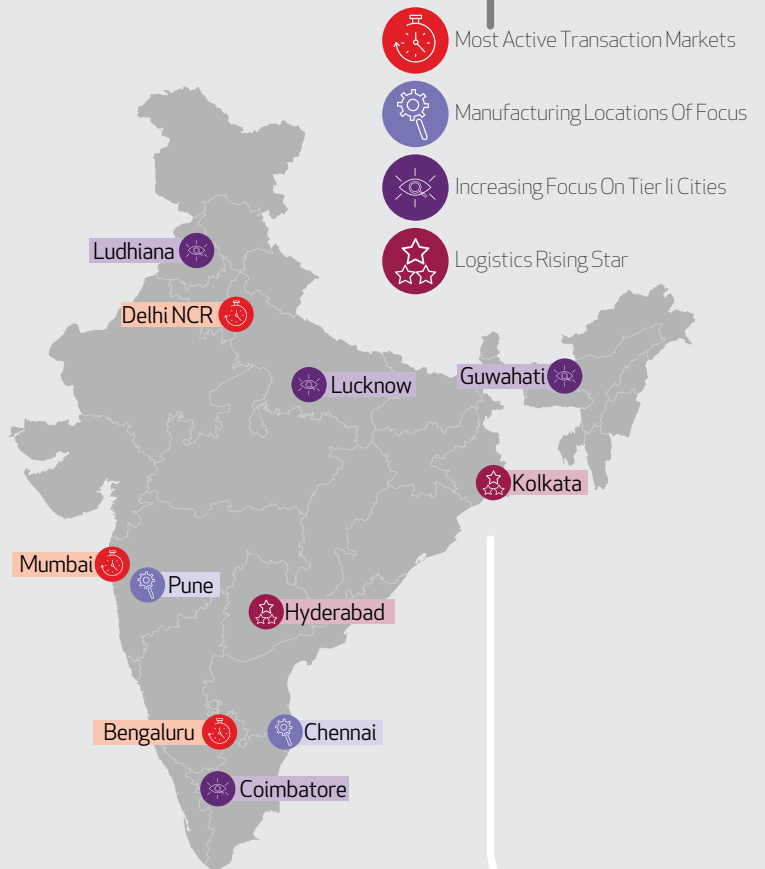 Most Active Transaction Markets
Manufacturing Locations Of Focus
Increasing Focus On Tier Ii Cities
Logistics Rising Star
Ludhiana
Delhi NCR
Lucknow
Guwahati
Kolkata
Mumbai
Pune
Hyderabad
Bengaluru
Chennai
Coimbatore